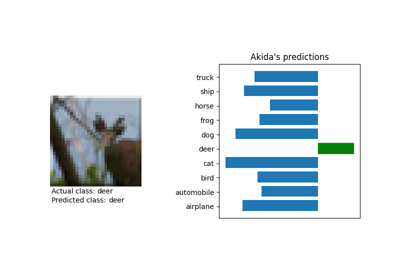 Akida's predictions
truck
ship
horse
frog
dog
deer
cat
bird
automobile
airplane
Actual class: deer
Predicted class: deer